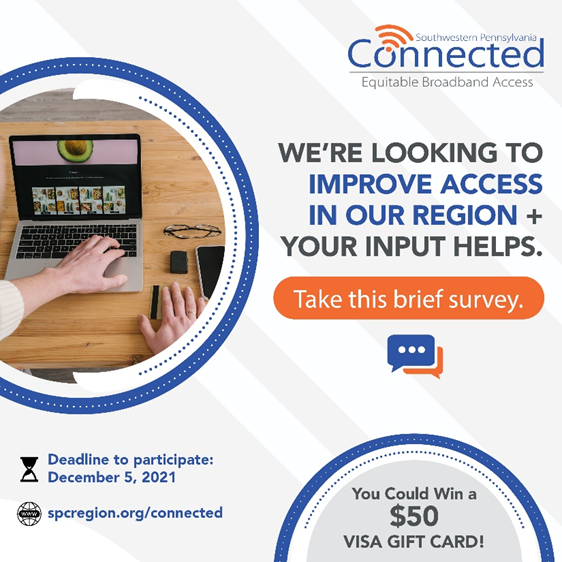 Southwestern Pennsylvania
Connected
Equitable Broadband Access
WE'RE LOOKING TO
IMPROVE ACCESS
IN OUR REGION +
YOUR INPUT HELPS.
Take this brief survey.
Deadline to participate:
December 5, 2021
www
spcregion.org/connected
You Could Win a
$50
VISA GIFT CARD!